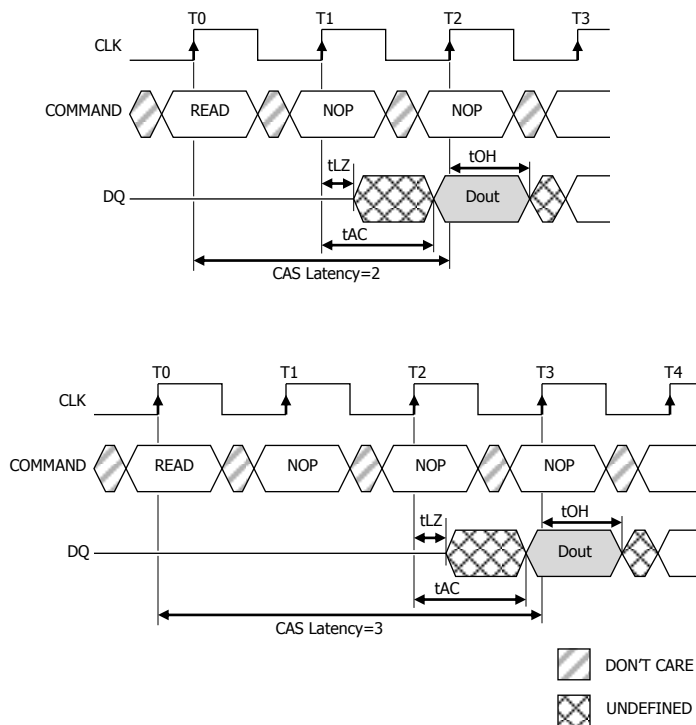 T0 T1 T2 T3
CLK
COMMAND READ NOP NOP
tLZ tOH
DQ Dout
tAC
CAS Latency=2
T0 T1 T2 T3 T4
CLK
COMMAND READ NOP NOP NOP
tLZ tOH
DQ Dout
tAC
CAS Latency=3
DON'T CARE
UNDEFINED